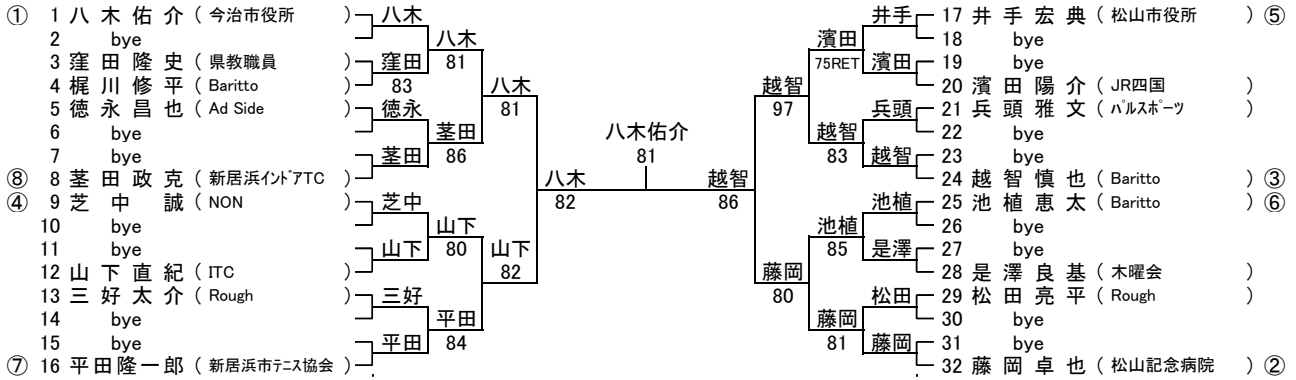 ① 1 八木佑介 ( 今治市役所 ) 八木 井手 17 井手宏典 ( 松山市役所 ) ⑤
2 bye 八木 濱田 18 bye
3 窪田隆史 ( 県教職員 ) 窪田 81 75RET 濱田 19 bye
4 梶川修平 ( Baritto ) 83 八木 越智 20 濱田陽介 ( JR四国 )
5 徳永昌也 ( Ad Side ) 徳永 81 97 兵頭 21 兵頭雅文 ( パルスポーツ )
6 bye 茎田 八木佑介 越智 22 bye
7 bye 茎田 86 81 83 越智 23 bye
⑧ 8 茎田政克 ( 新居浜インドアTC ) 八木 越智 24 越智慎也 ( Baritto ) ③
④ 9 芝中誠 ( NON ) 芝中 82 86 池植 25 池植恵太 ( Baritto ) ⑥
10 bye 山下 池植 26 bye
11 bye 山下 80 山下 85 是澤 27 bye
12 山下直紀 ( ITC ) 82 藤岡 28 是澤良基 ( 木曜会 )
13 三好太介 ( Rough ) 三好 80 松田 29 松田亮平 ( Rough )
14 bye 平田 藤岡 30 bye
15 bye 平田 84 81 藤岡 31 bye
⑦ 16 平田隆一郎 ( 新居浜市テニス協会 ) 32 藤岡卓也 ( 松山記念病院 ) ②